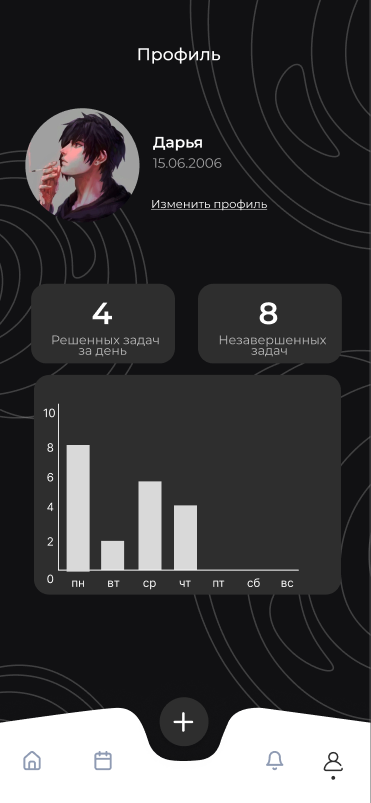 Профиль
Дарья
15.06.2006
Изменить профиль
4
Решенных задач
за день
8
Незавершенных
задач
10
8
6
4
2
0
пн вт ср чт пт сб вс